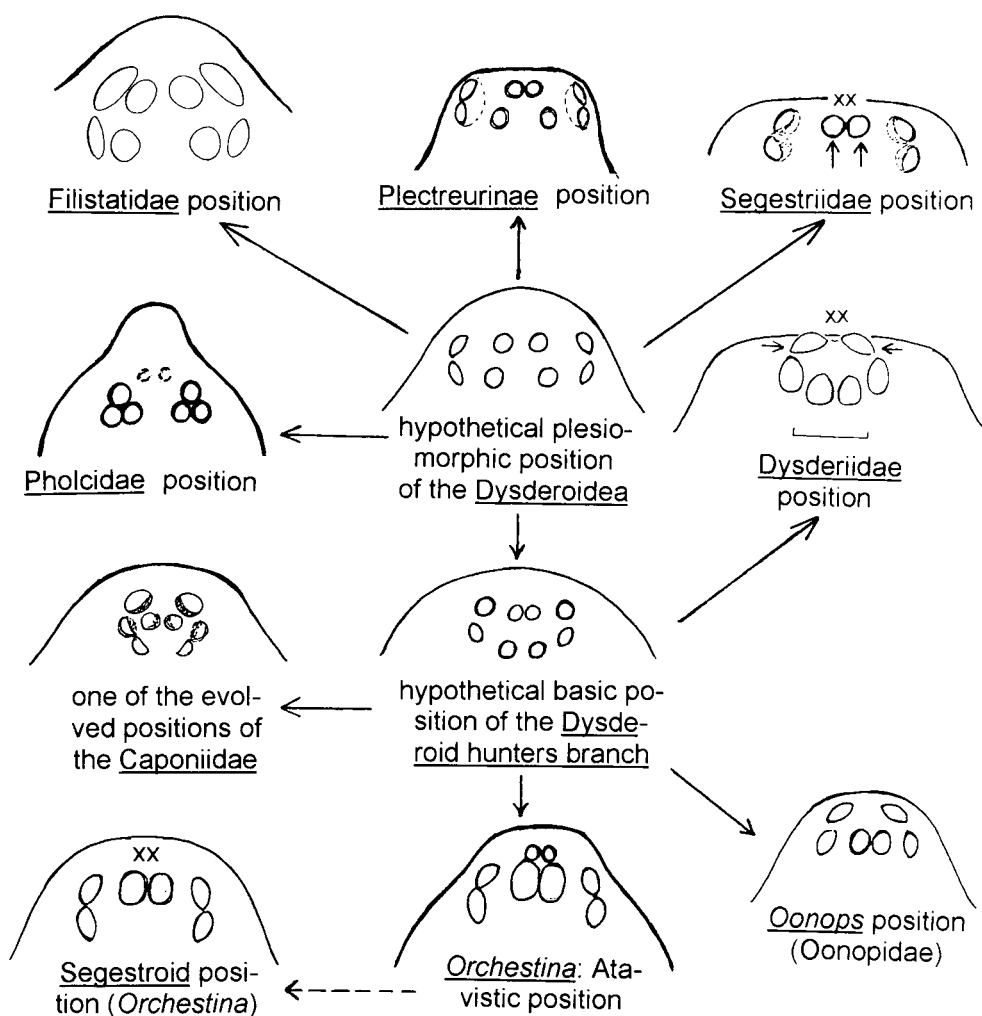 xx
Filistatidae position
Plectreurinae position
Segestriidae position
xx
hypothetical plesio-
morphic position
of the Dysderoidea
Pholcidae position
Dysderiidae
position
one of the evol-
ved positions of
the Caponiidae
hypothetical basic po-
sition of the Dysde-
roid hunters branch
xx
Segestroid posi-
tion (Orchestina)
Orchestina: Ata-
vistic position
Oonops position
(Oonopidae)